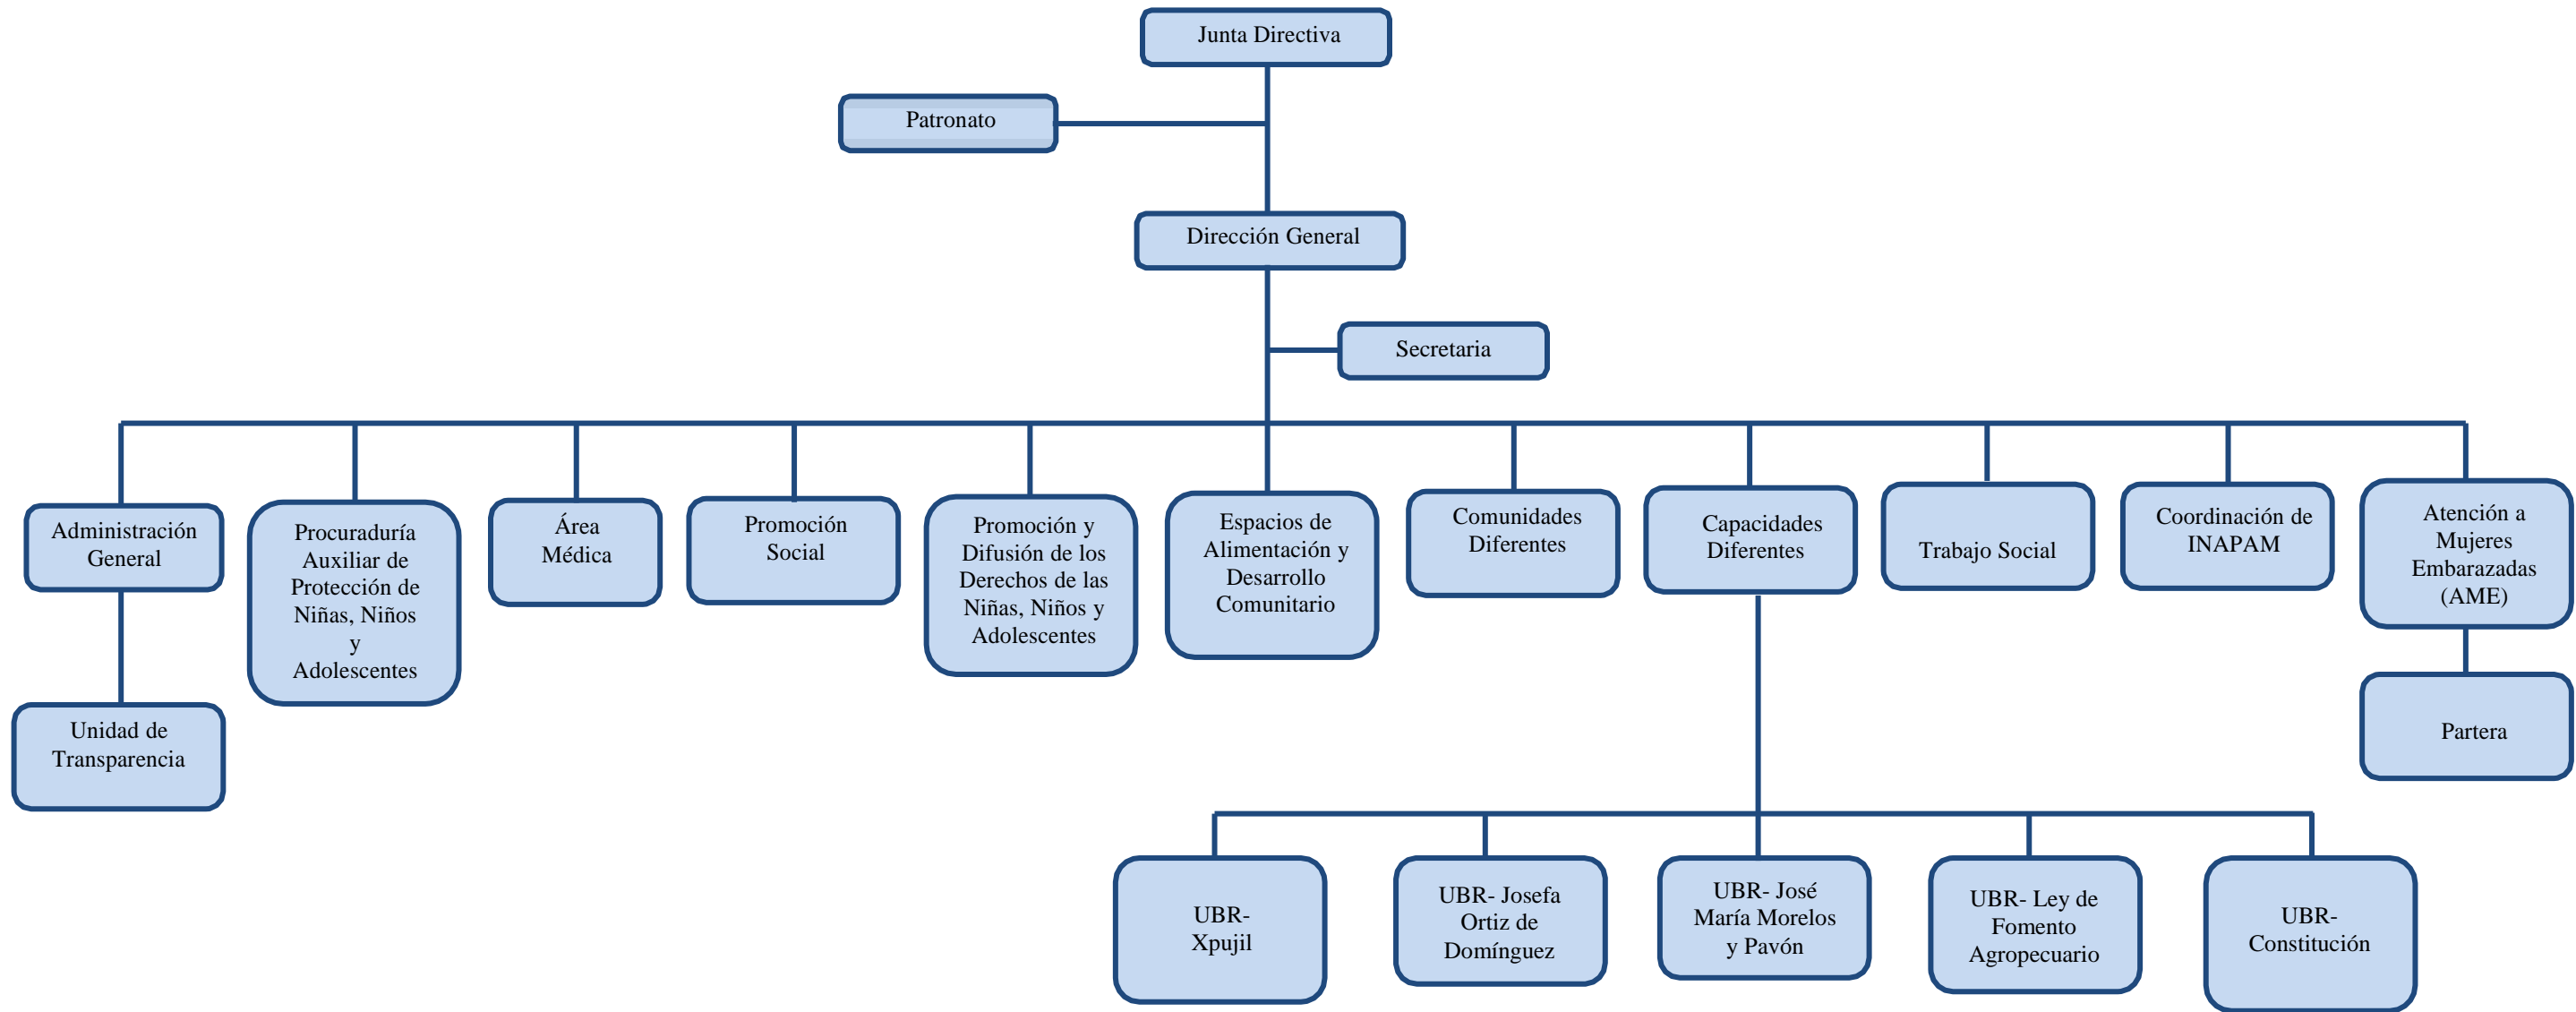 Junta Directiva
Patronato
Dirección General
Secretaria
Administración
General
Procuraduría
Auxiliar de
Protección de
Niñas, Niños
y
Adolescentes
Área
Médica
Promoción
Social
Promoción y
Difusión de los
Derechos de las
Niñas, Niños y
Adolescentes
Espacios de
Alimentación y
Desarrollo
Comunitario
Comunidades
Diferentes
Capacidades
Diferentes
Trabajo Social
Coordinación de
INAPAM
Atención a
Mujeres
Embarazadas
(AME)
Unidad de
Transparencia
Partera
UBR-
Xpujil
UBR- Josefa
Ortiz de
Domínguez
UBR- José
María Morelos
y Pavón
UBR- Ley de
Fomento
Agropecuario
UBR-
Constitución